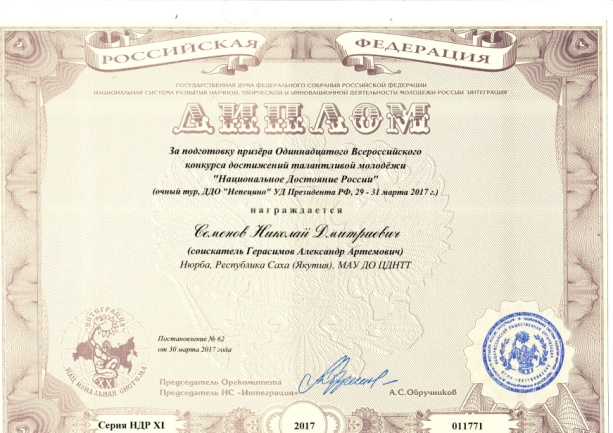 РОССИЙСКАЯ ФЕДЕРАЦИЯ
ГОСУДАРСТВЕННАЯ ДУМА ФЕДЕРАЛЬНОГО СОБРАНИЯ РОССИЙСКОЙ ФЕДЕРАЦИИ
НАЦИОНАЛЬНАЯ СИСТЕМА РАЗВИТИЯ НАУЧНОЙ, ТВОРЧЕСКОЙ И ИННОВАЦИОННОЙ ДЕЯТЕЛЬНОСТИ МОЛОДЕЖИ РОССИИ "ИНТЕГРАЦИЯ"
ДИПЛОМ
За подготовку призёра Одиннадцатого Всероссийского
конкурса достижений талантливой молодёжи
"Национальное Достояние России"
(очный тур, ДДО "Непецино" УД Президента РФ, 29 - 31 марта 2017 г.)
награждается
Семенов Николай Дмитриевич
(соискатель Герасимов Александр Артемович)
Нюрба, Республика Саха (Якутия), МАУ ДО ЦДНТТ
Постановление № 62
от 30 марта 2017 года
ИНТЕГРАЦИЯ
XXI
НАЦИОНАЛЬНАЯ СИСТЕМА
Председатель Оргкомитета
Председатель НС «Интеграция»
А.С.Обручников
Серия НДР XI
2017
011771